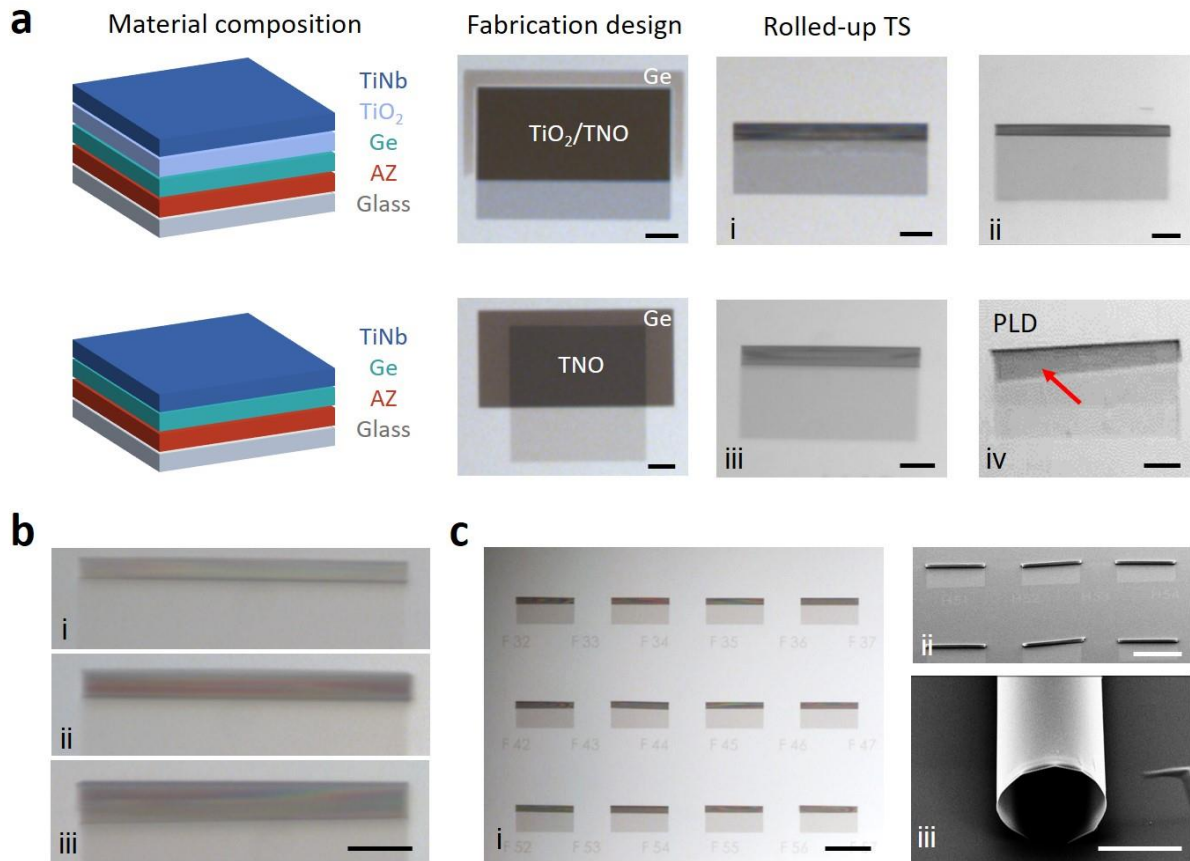 a
Material composition
Fabrication design
Rolled-up TS
TiNb
TiO₂
Ge
AZ
Glass
Ge
TiO₂/TNO
i
ii
TiNb
Ge
AZ
Glass
Ge
TNO
iii
PLD
iv
b
i
ii
iii
c
F 32 F 33 F 34 F 35 F 36 F 37
F 42 F 43 F 44 F 45 F 46 F 47
F 52 F 53 F 54 F 55 F 56 F 57
i
ii
iii